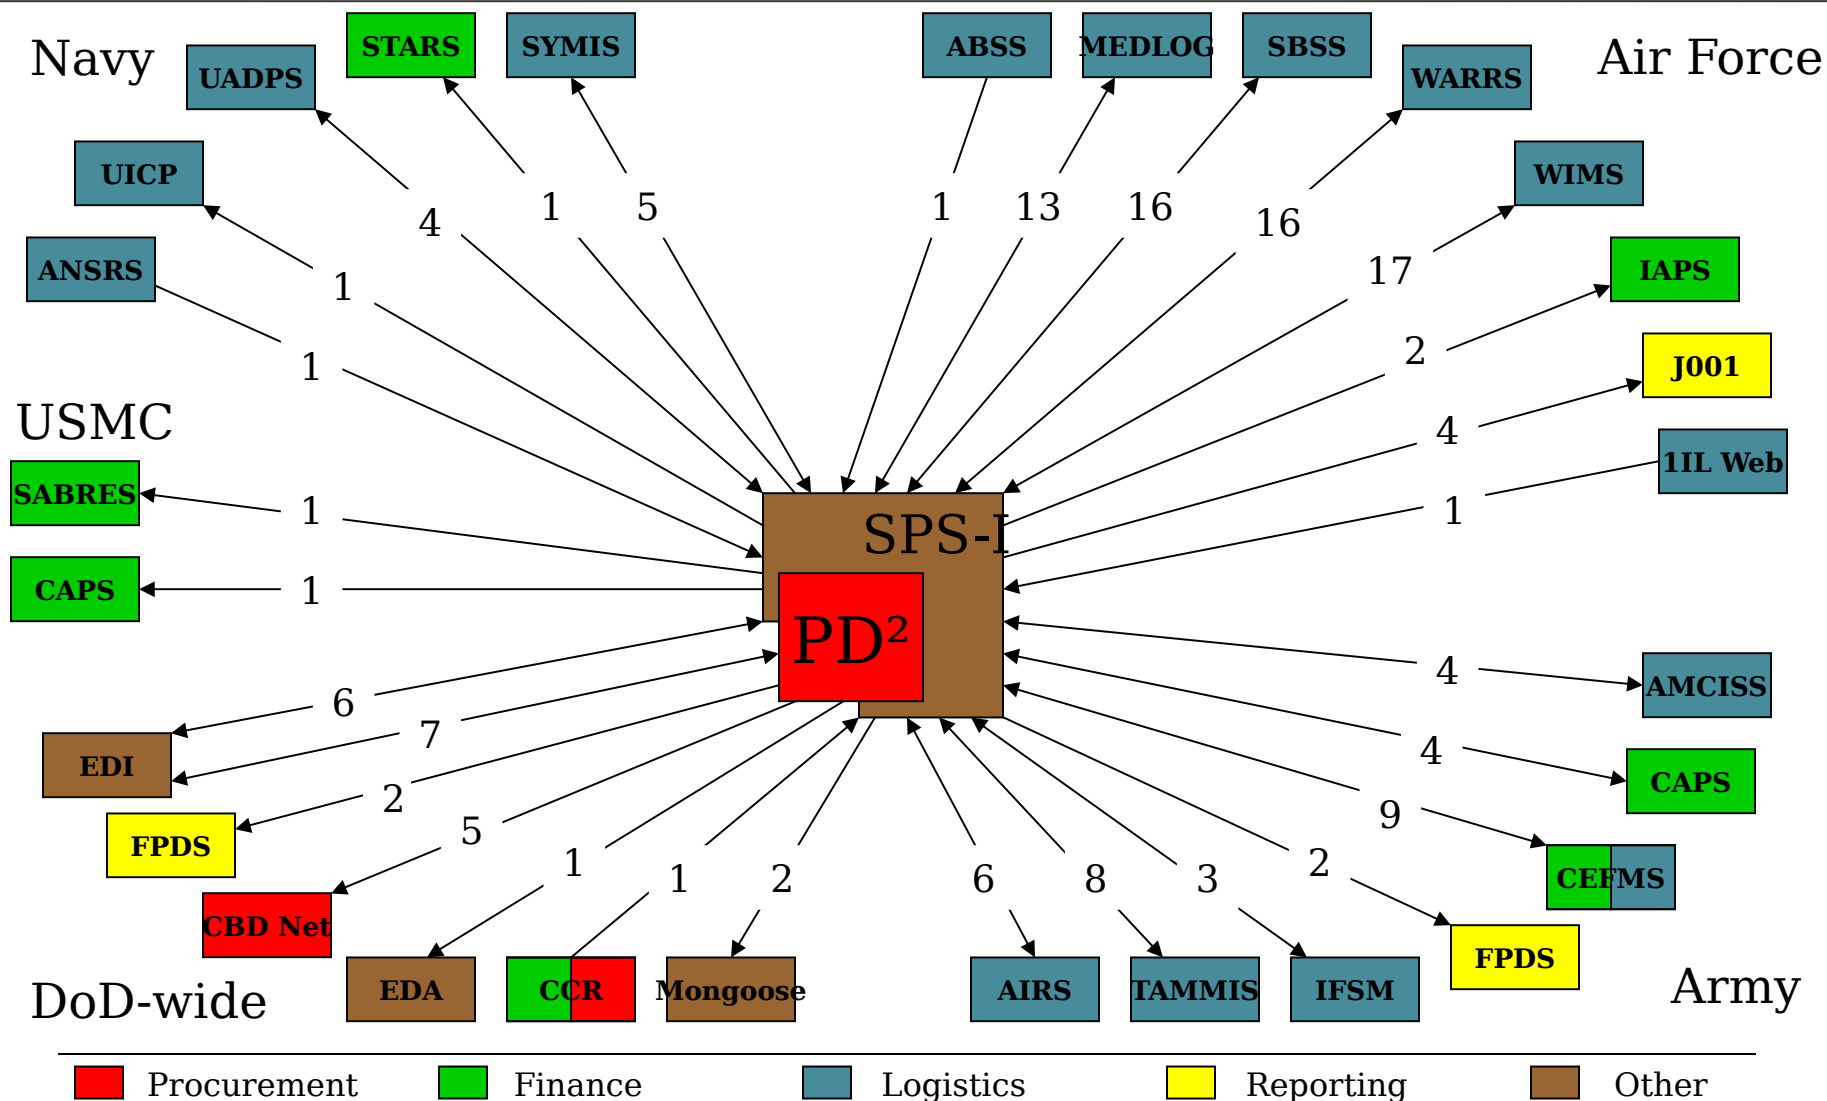 Navy
STARS
SYMIS
ABSS
MEDLOG
SBSS
Air Force
UADPS
WARRS
UICP
WIMS
4
1
5
1
13
16
16
ANSRS
17
IAPS
1
1
2
J001
USMC
4
1IL Web
SABRES
1
1
SPS-I
CAPS
1
PD²
4
AMCISS
6
7
4
CAPS
EDI
2
9
FPDS
5
1
1
2
6
8
3
2
CEFMS
CBD Net
FPDS
DoD-wide
EDA
CCR
Mongoose
AIRS
TAMMIS
IFSM
Army
Procurement
Finance
Logistics
Reporting
Other